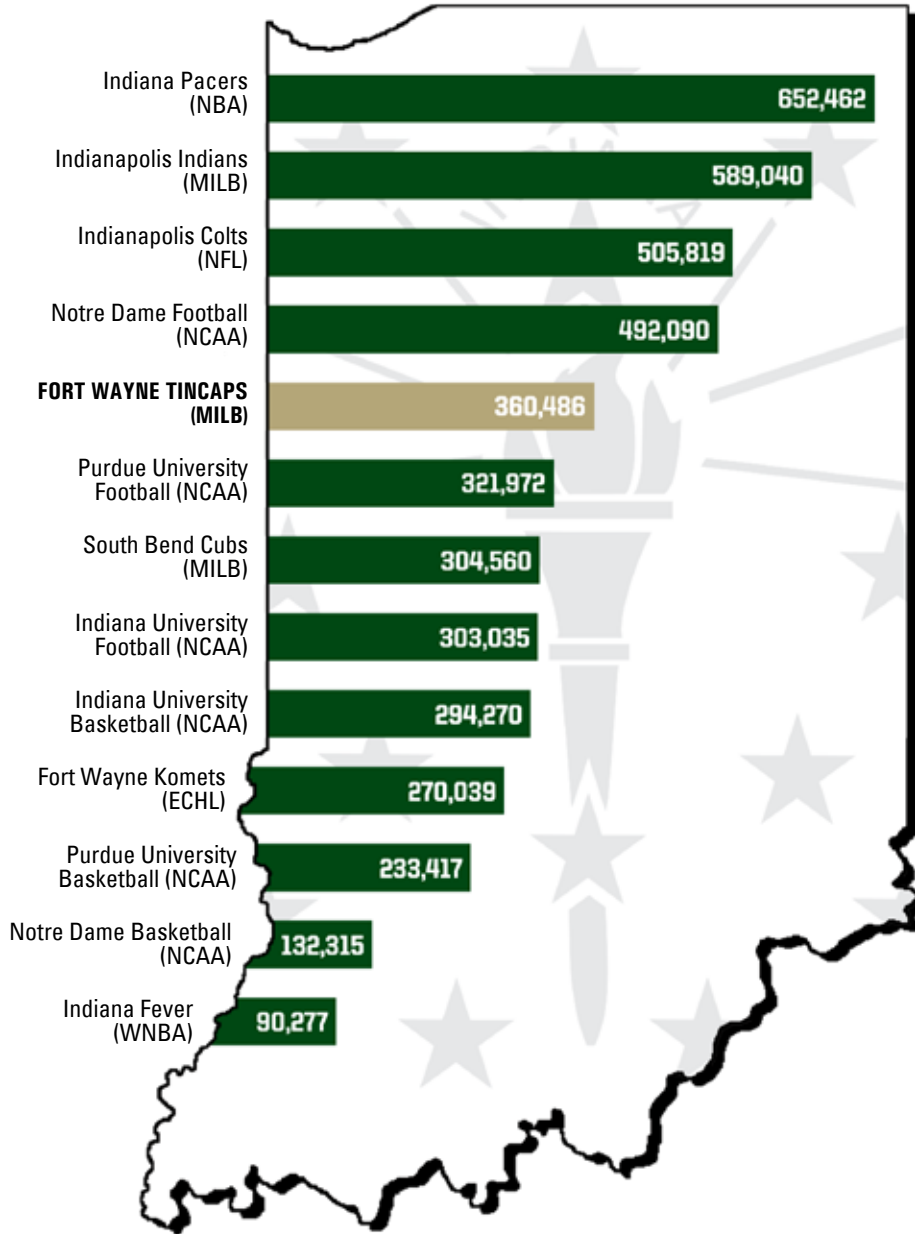 Indiana Pacers
(NBA)
652,462
Indianapolis Indians
(MILB)
589,040
Indianapolis Colts
(NFL)
505,819
Notre Dame Football
(NCAA)
492,090
FORT WAYNE TINCAPS
(MILB)
360,486
Purdue University
Football (NCAA)
321,972
South Bend Cubs
(MILB)
304,560
Indiana University
Football (NCAA)
303,035
Indiana University
Basketball (NCAA)
294,270
Fort Wayne Komets
(ECHL)
270,039
Purdue University
Basketball (NCAA)
233,417
Notre Dame Basketball
(NCAA)
132,315
Indiana Fever
(WNBA)
90,277